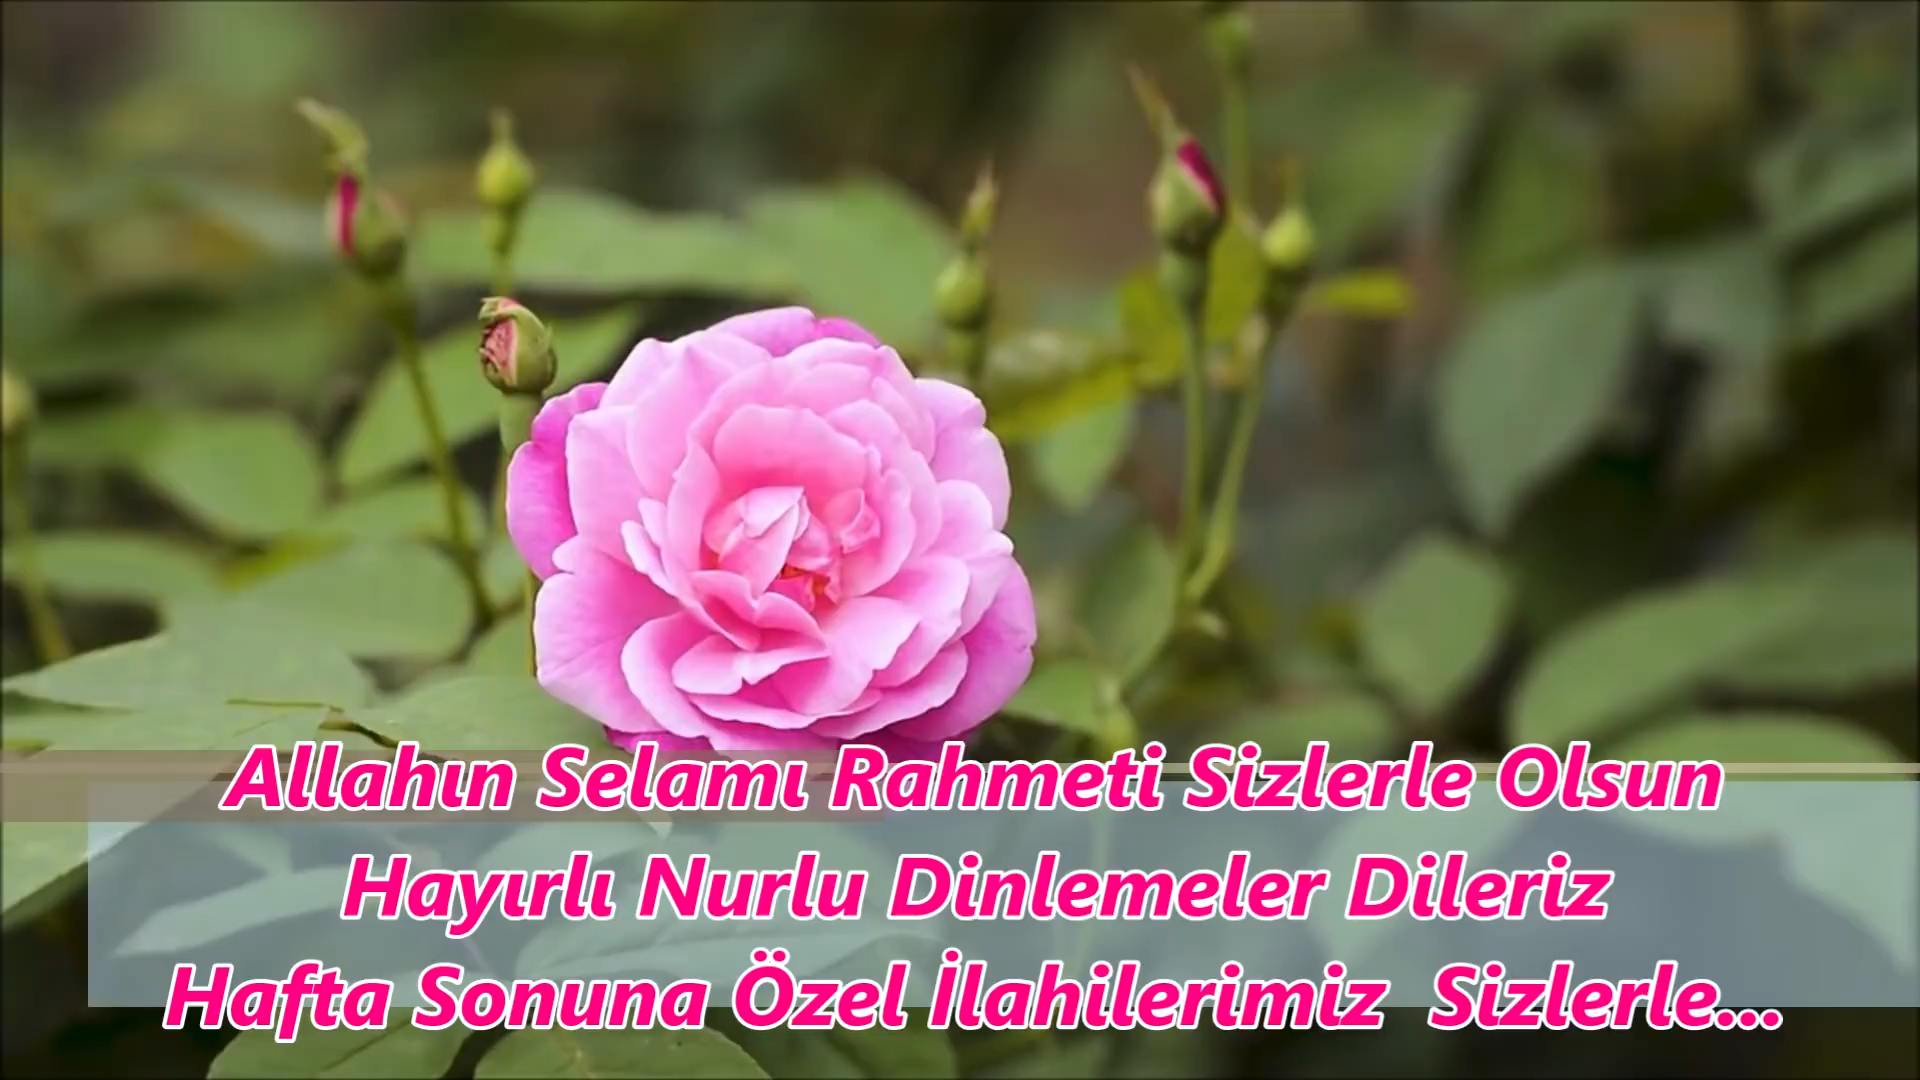 Allahın Selamı Rahmeti Sizlerle Olsun
Hayırlı Nurlu Dinlemeler Dileriz
Hafta Sonuna Özel İlahilerimiz Sizlerle...